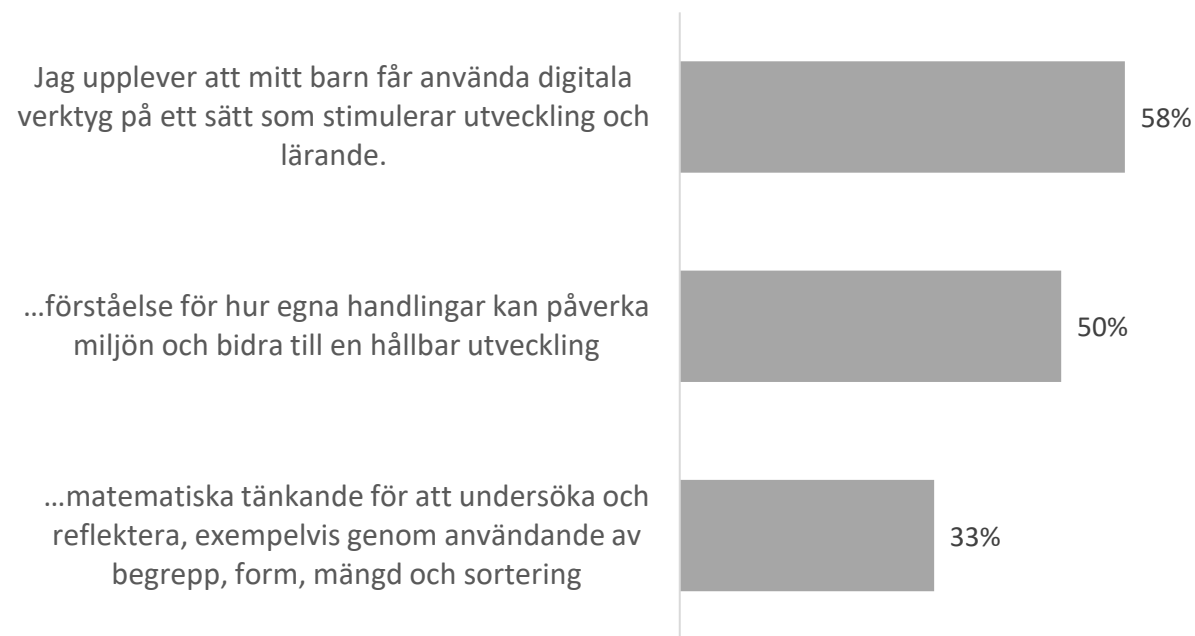 Jag upplever att mitt barn får använda digitala
verktyg på ett sätt som stimulerar utveckling och
lärande.
58%
...förståelse för hur egna handlingar kan påverka
miljön och bidra till en hållbar utveckling
50%
...matematiska tänkande för att undersöka och
reflektera, exempelvis genom användande av
begrepp, form, mängd och sortering
33%